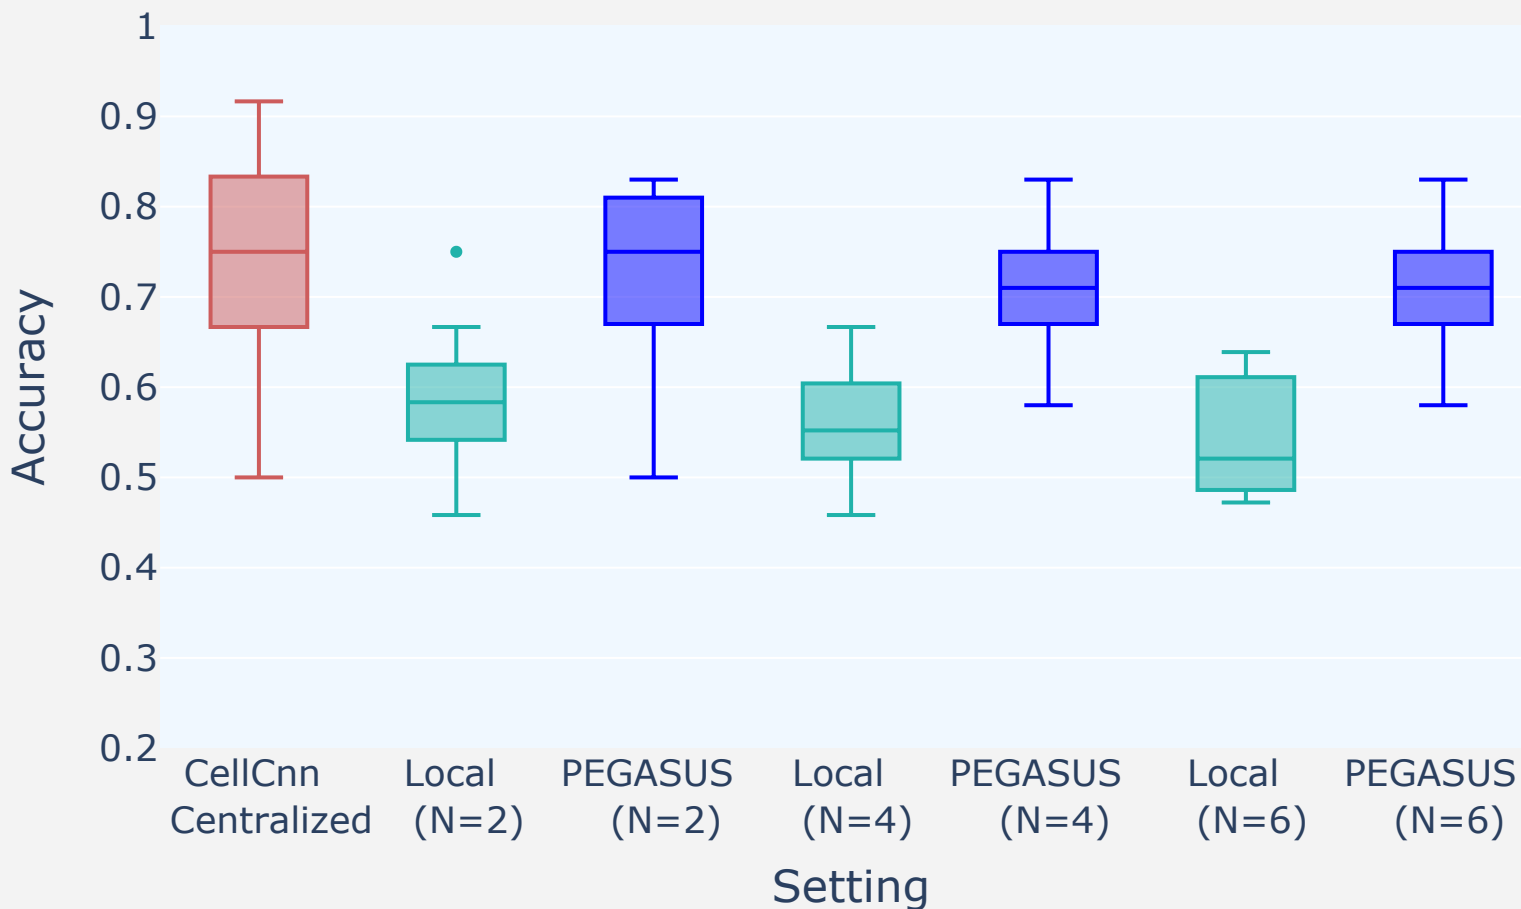 1
0.9
0.8
0.7
0.6
0.5
0.4
0.3
0.2
Accuracy
CellCnn Local PEGASUS Local PEGASUS Local PEGASUS
Centralized (N=2) (N=2) (N=4) (N=4) (N=6) (N=6)
Setting